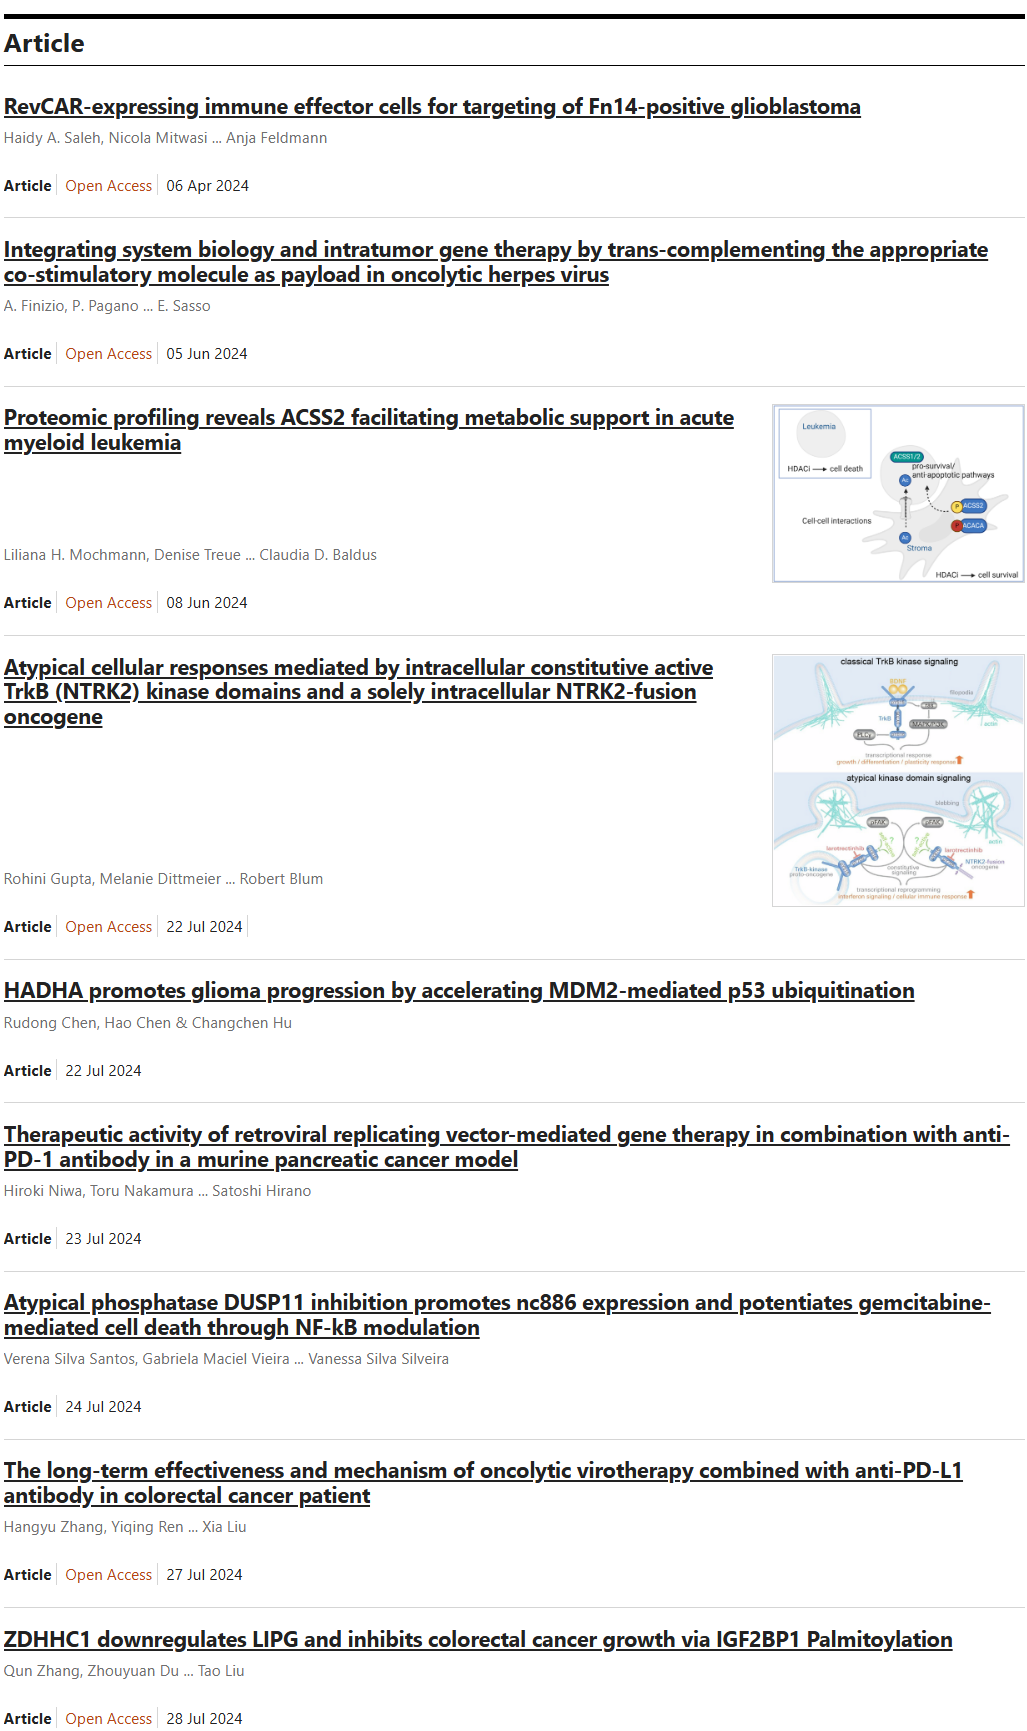 Article
RevCAR-expressing immune effector cells for targeting of Fn14-positive glioblastoma
Haidy A. Saleh, Nicola Mitwasi ... Anja Feldmann
Article Open Access 06 Apr 2024
Integrating system biology and intratumor gene therapy by trans-complementing the appropriate
co-stimulatory molecule as payload in oncolytic herpes virus
A. Finizio, P. Pagano ... E. Sasso
Article Open Access 05 Jun 2024
Proteomic profiling reveals ACSS2 facilitating metabolic support in acute
myeloid leukemia
Leukemia
HDACi → cell death
ACSS1/2
pro-survival/
anti-apoptotic pathways
Ac
P ACSS2
P ACACA
Cell-cell interactions
Ac
Stroma
HDACi → cell survival
Liliana H. Mochmann, Denise Treue ... Claudia D. Baldus
Article Open Access 08 Jun 2024
Atypical cellular responses mediated by intracellular constitutive active
TrkB (NTRK2) kinase domains and a solely intracellular NTRK2-fusion
oncogene
classical TrkB kinase signaling
BDNF
filopodia
TrkB
actin
transcriptional response
growth / differentiation / plasticity response
atypical kinase domain signaling
blebbing
actin
larotrectinib
larotrectinib
TrkB-kinase
proto-oncogene
constitutive
signaling
NTRK2-fusion
oncogene
transcriptional reprogramming
interferon signaling / cellular immune response
Rohini Gupta, Melanie Dittmeier ... Robert Blum
Article Open Access 22 Jul 2024
HADHA promotes glioma progression by accelerating MDM2-mediated p53 ubiquitination
Rudong Chen, Hao Chen & Changchen Hu
Article 22 Jul 2024
Therapeutic activity of retroviral replicating vector-mediated gene therapy in combination with anti-
PD-1 antibody in a murine pancreatic cancer model
Hiroki Niwa, Toru Nakamura ... Satoshi Hirano
Article 23 Jul 2024
Atypical phosphatase DUSP11 inhibition promotes nc886 expression and potentiates gemcitabine-
mediated cell death through NF-kB modulation
Verena Silva Santos, Gabriela Maciel Vieira ... Vanessa Silva Silveira
Article 24 Jul 2024
The long-term effectiveness and mechanism of oncolytic virotherapy combined with anti-PD-L1
antibody in colorectal cancer patient
Hangyu Zhang, Yiqing Ren ... Xia Liu
Article Open Access 27 Jul 2024
ZDHHC1 downregulates LIPG and inhibits colorectal cancer growth via IGF2BP1 Palmitoylation
Qun Zhang, Zhouyuan Du ... Tao Liu
Article Open Access 28 Jul 2024